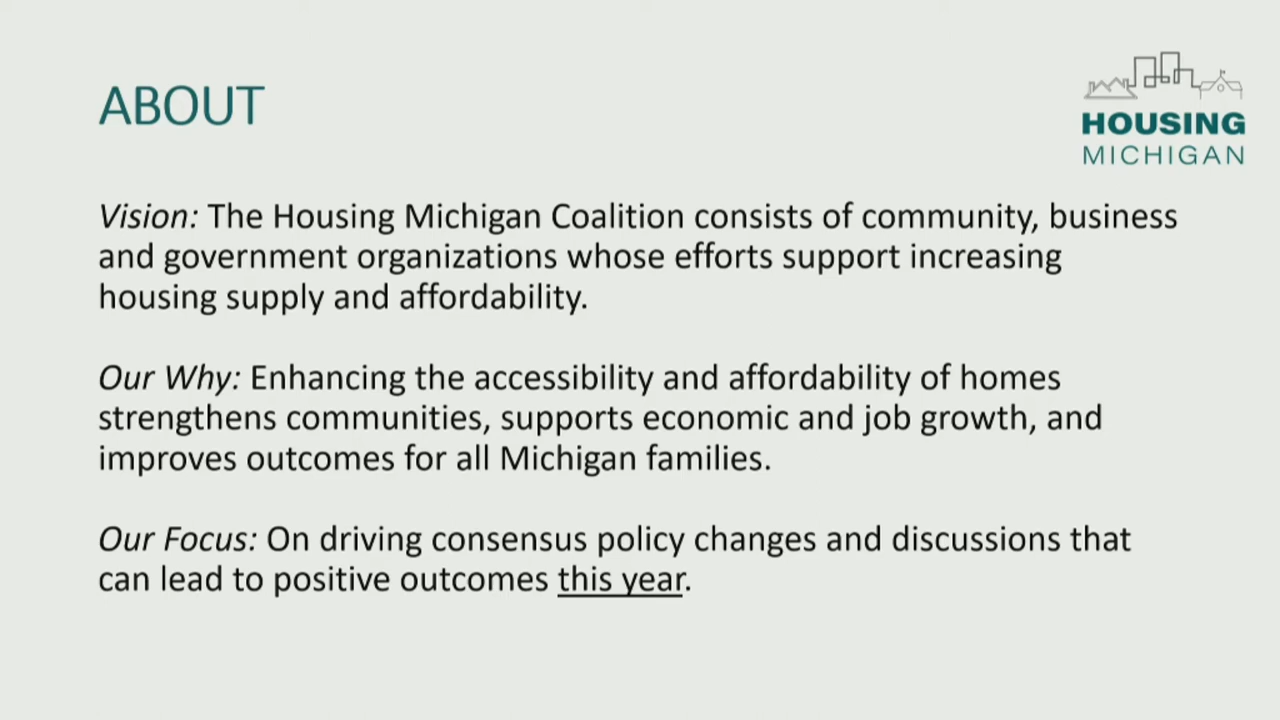 ABOUT
HOUSING
MICHIGAN
Vision: The Housing Michigan Coalition consists of community, business
and government organizations whose efforts support increasing
housing supply and affordability.
Our Why: Enhancing the accessibility and affordability of homes
strengthens communities, supports economic and job growth, and
improves outcomes for all Michigan families.
Our Focus: On driving consensus policy changes and discussions that
can lead to positive outcomes this year.